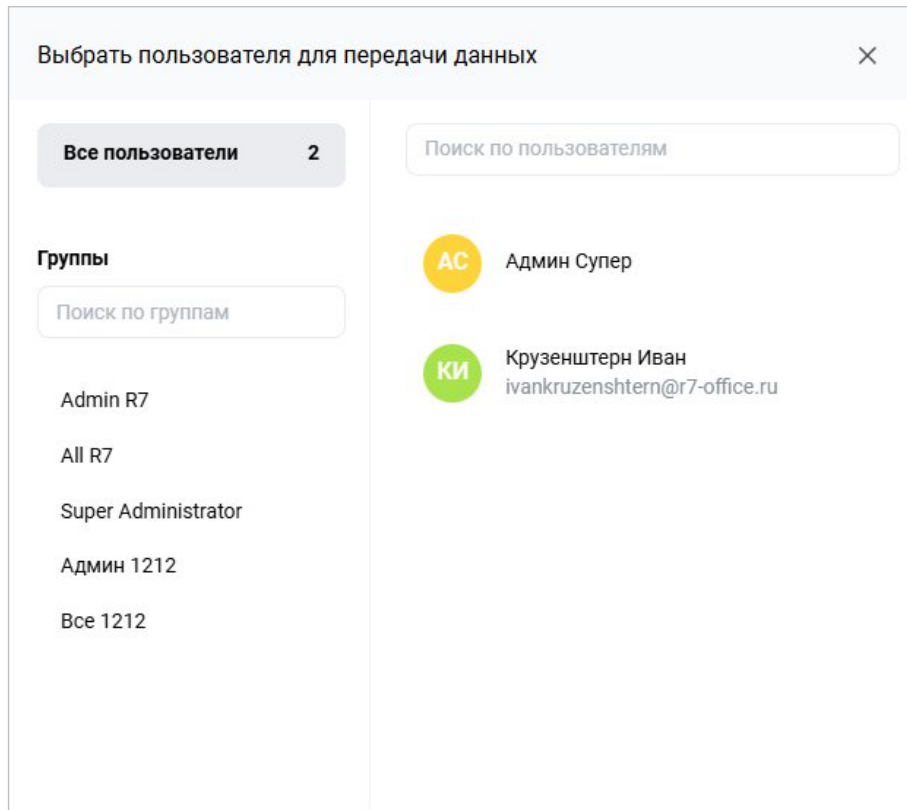 Выбрать пользователя для передачи данных
Все пользователи 2
Группы
Поиск по группам
Admin R7
All R7
Super Administrator
Админ 1212
Все 1212
Поиск по пользователям
АС Админ Супер
КИ Крузенштерн Иван
ivankruzenshtern@r7-office.ru